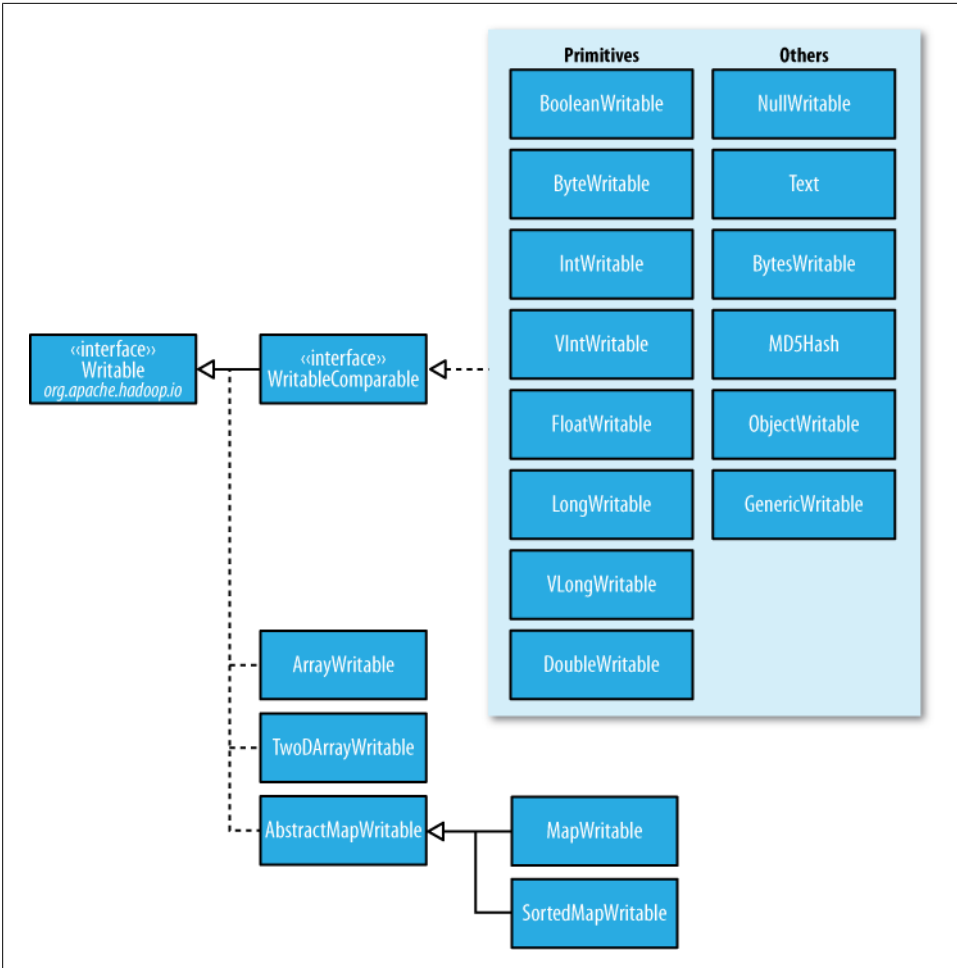 Primitives
Others
BooleanWritable
NullWritable
ByteWritable
Text
IntWritable
BytesWritable
VIntWritable
MD5Hash
‹‹interface››
Writable
org.apache.hadoop.io
‹‹interface››
WritableComparable
FloatWritable
ObjectWritable
LongWritable
GenericWritable
VLongWritable
DoubleWritable
ArrayWritable
TwoDArrayWritable
AbstractMapWritable
MapWritable
SortedMapWritable